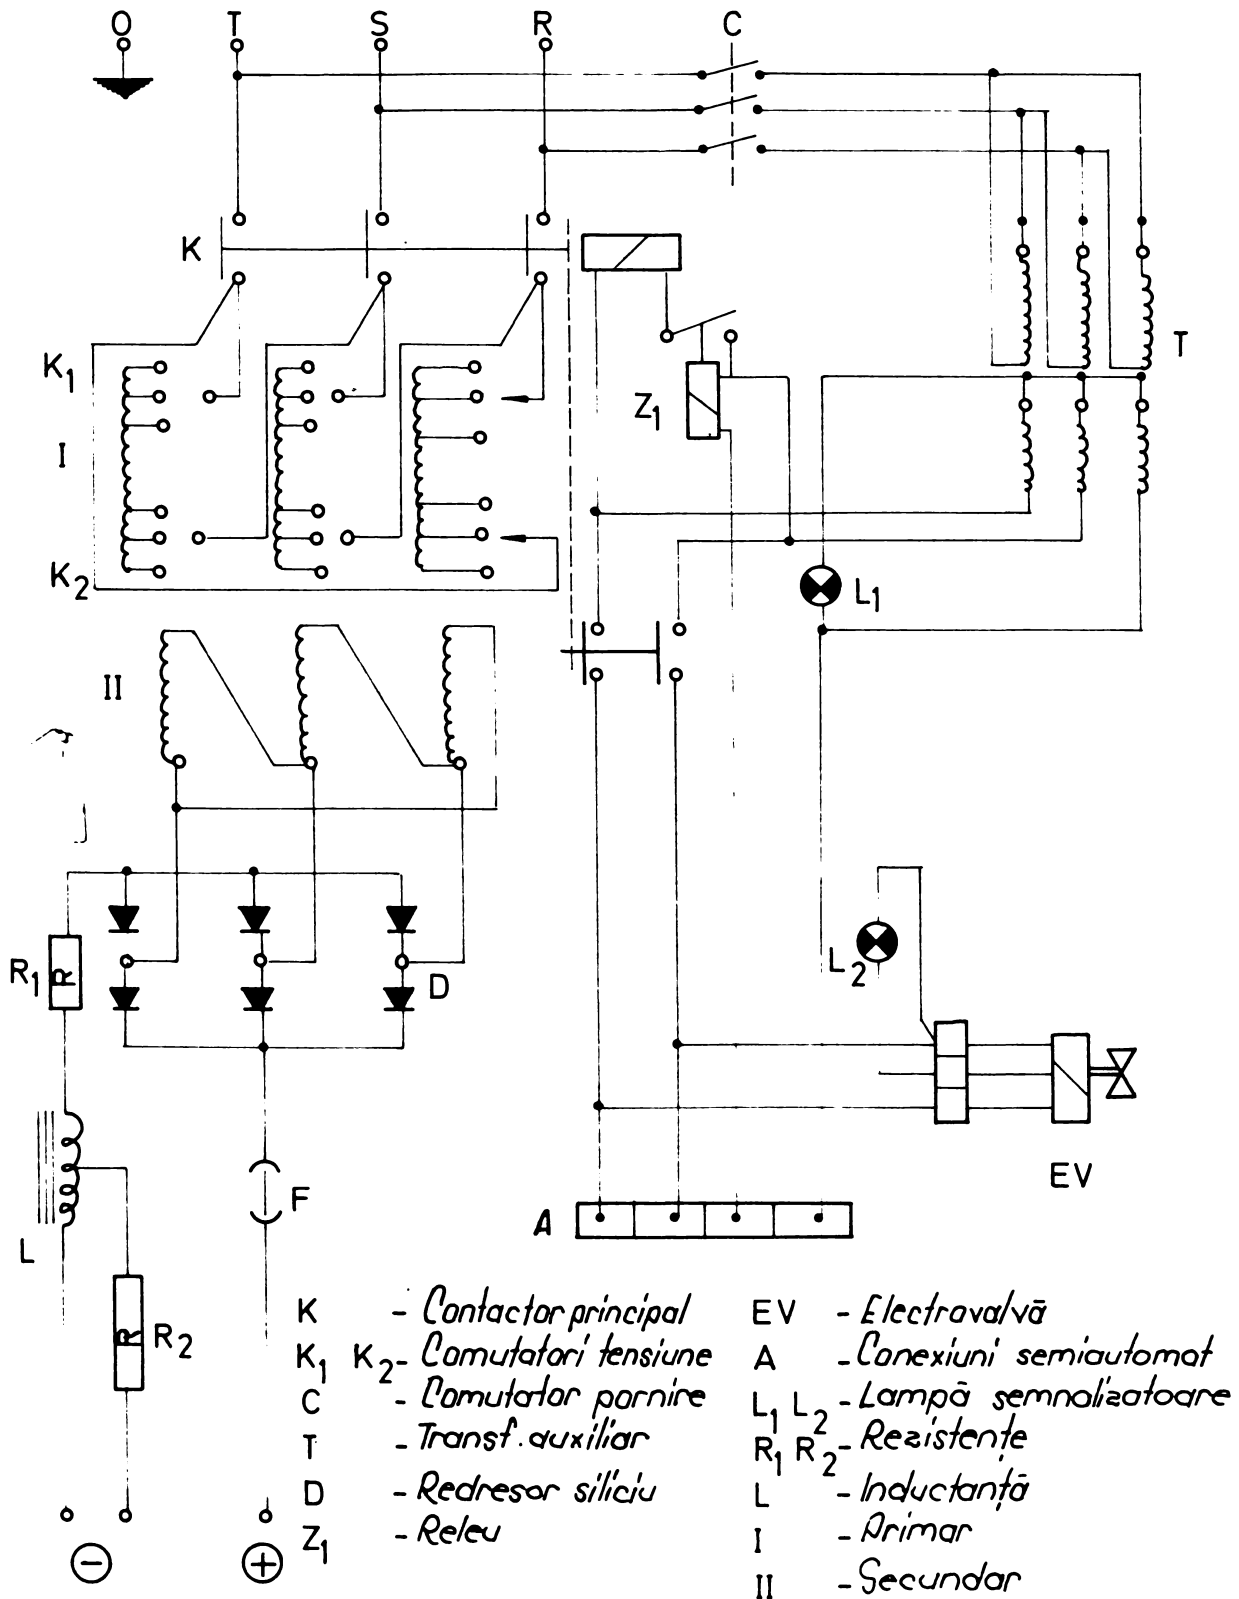 O T S R C
K
T
K1
Z1
I
K2
L1
II
R1 R
D
L2
EV
F
A
L
R R2
K - Contactor principal
K1 K2 - Comutatori tensiune
C - Comutator pornire
T - Transf. auxiliar
D - Redresor siliciu
Z1 - Releu
EV - Electrovalvă
A - Conexiuni semiautomat
L1 L2 - Lampă semnalizatoare
R1 R2 - Rezistențe
L - Inductanță
I - Primar
II - Secundar
− +